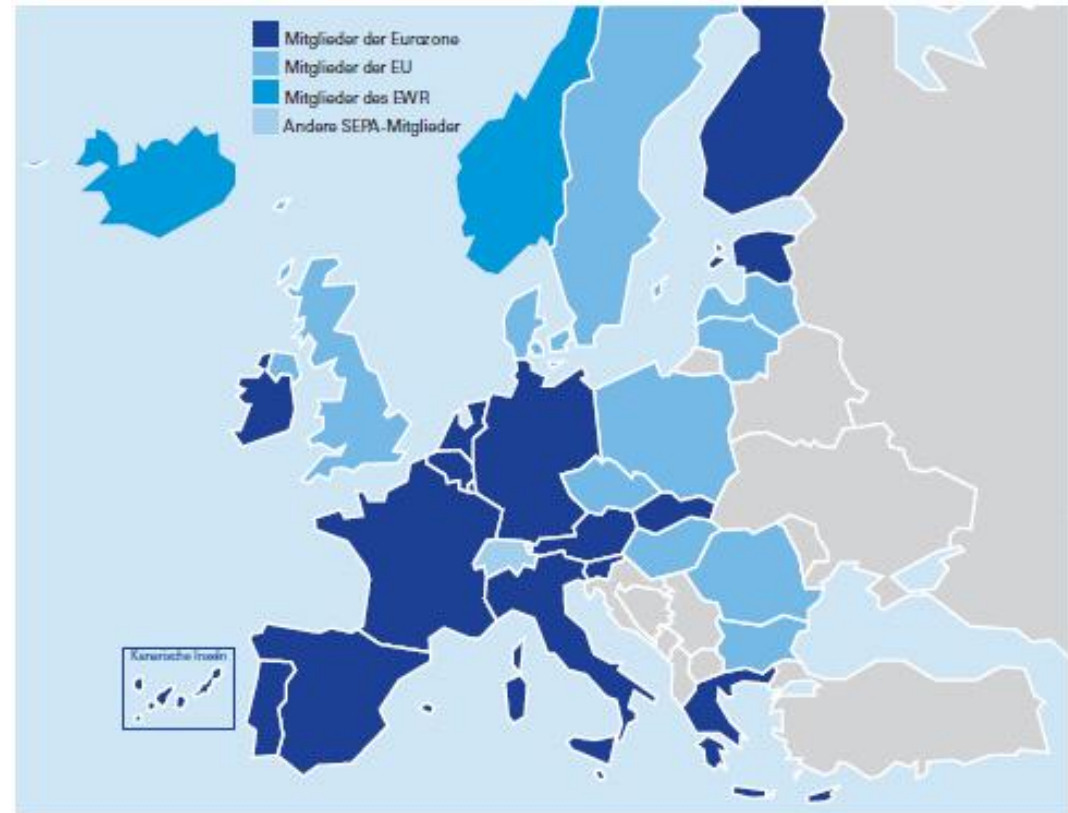 Mitglieder der Eurozone
Mitglieder der EU
Mitglieder des EWR
Andere SEPA-Mitglieder
Kanarische Inseln